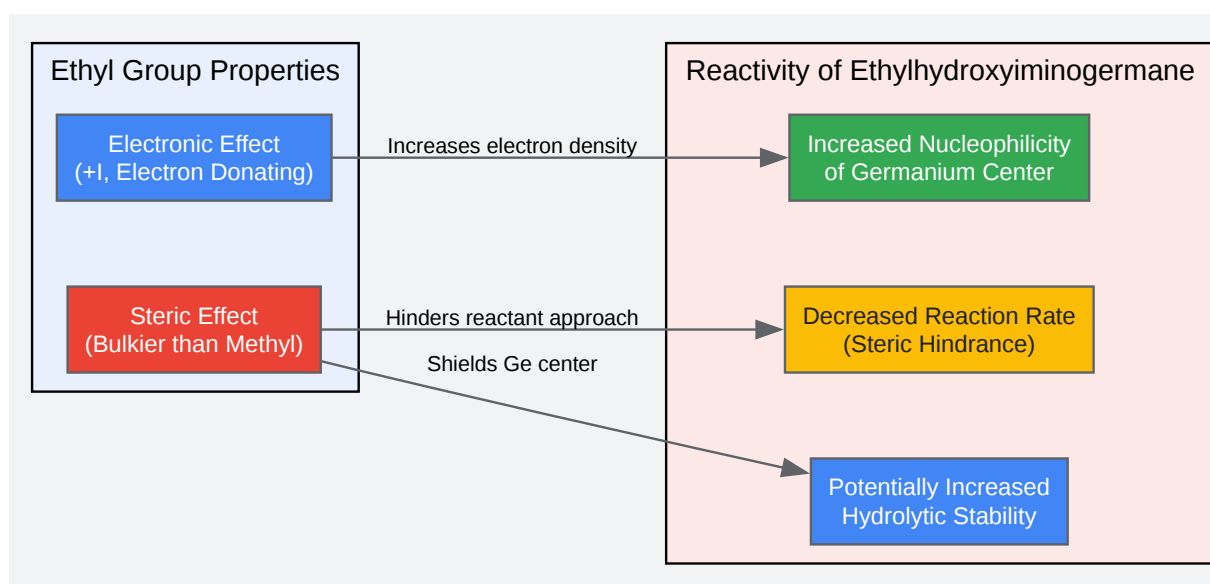 Ethyl Group Properties
Reactivity of Ethylhydroxyiminogermane
Electronic Effect
(+I, Electron Donating)
Increases electron density
Increased Nucleophilicity
of Germanium Center
Steric Effect
(Bulkier than Methyl)
Hinders reactant approach
Decreased Reaction Rate
(Steric Hindrance)
Shields Ge center
Potentially Increased
Hydrolytic Stability